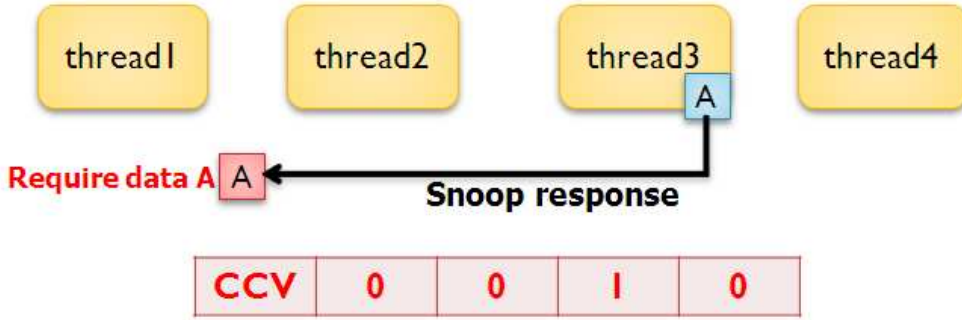 thread1 thread2 thread3 thread4
A
Require data A A
Snoop response
CCV 0 0 1 0